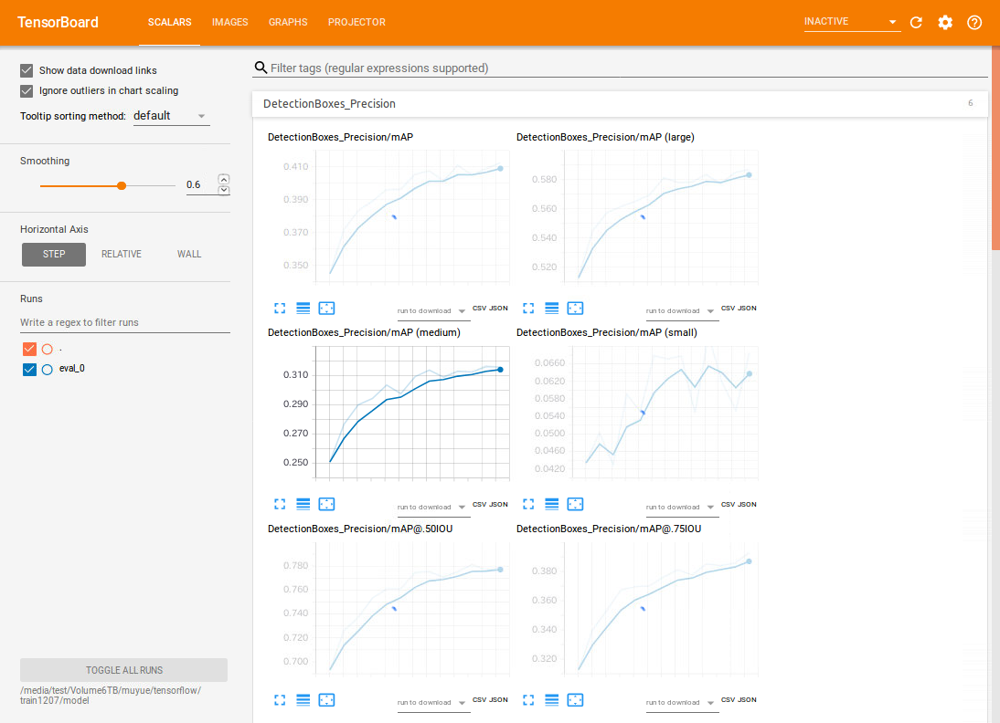 TensorBoard
SCALARS IMAGES GRAPHS PROJECTOR
INACTIVE
Show data download links
Ignore outliers in chart scaling
Tooltip sorting method: default
Smoothing
0.6
Horizontal Axis
STEP RELATIVE WALL
Runs
Write a regex to filter runs
.
eval_0
TOGGLE ALL RUNS
/media/test/Volume6TB/muyue/tensorflow/
train1207/model
Filter tags (regular expressions supported)
DetectionBoxes_Precision 6
DetectionBoxes_Precision/mAP
0.410
0.390
0.370
0.350
run to download CSV JSON
DetectionBoxes_Precision/mAP (large)
0.580
0.560
0.540
0.520
run to download CSV JSON
DetectionBoxes_Precision/mAP (medium)
0.310
0.290
0.270
0.250
run to download CSV JSON
DetectionBoxes_Precision/mAP (small)
0.0660
0.0620
0.0580
0.0540
0.0500
0.0460
0.0420
run to download CSV JSON
DetectionBoxes_Precision/mAP@.50IOU
0.780
0.760
0.740
0.720
0.700
run to download CSV JSON
DetectionBoxes_Precision/mAP@.75IOU
0.380
0.360
0.340
0.320
run to download CSV JSON